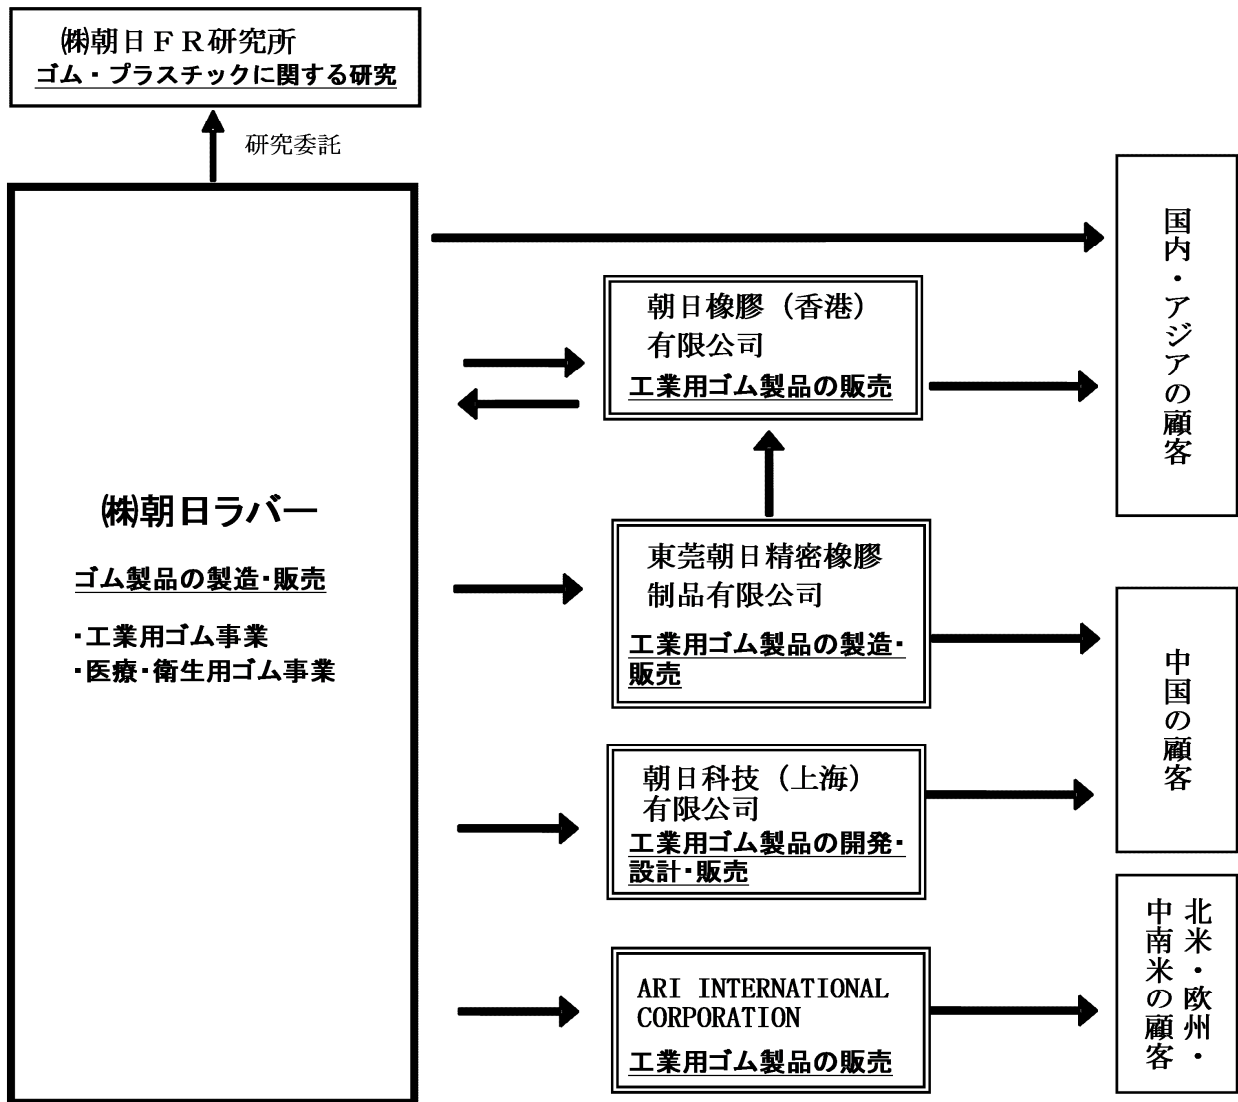 ㈱朝日ＦＲ研究所
ゴム・プラスチックに関する研究
研究委託
㈱朝日ラバー
ゴム製品の製造・販売
・工業用ゴム事業
・医療・衛生用ゴム事業
朝日橡膠（香港）
有限公司
工業用ゴム製品の販売
東莞朝日精密橡膠
制品有限公司
工業用ゴム製品の製造・
販売
朝日科技（上海）
有限公司
工業用ゴム製品の開発・
設計・販売
ARI INTERNATIONAL
CORPORATION
工業用ゴム製品の販売
国内・アジアの顧客
中国の顧客
北米・欧州・
中南米の顧客